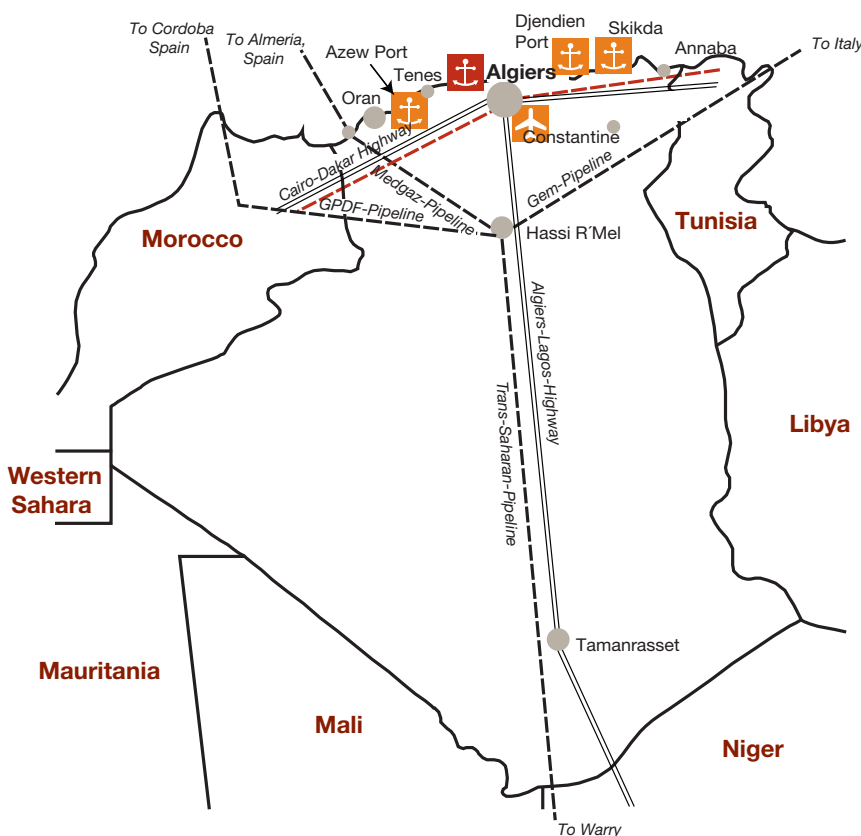 To Cordoba
Spain
To Almeria,
Spain
Azew Port
Tenes
Oran
Algiers
Djendien
Port
Skikda
Annaba
To Italy
Constantine
Cairo-Dakar Highway
Medgaz-Pipeline
GPDF-Pipeline
Gem-Pipeline
Hassi R´Mel
Morocco
Tunisia
Algiers-Lagos-Highway
Trans-Saharan-Pipeline
Libya
Western
Sahara
Tamanrasset
Mauritania
Mali
Niger
To Warry